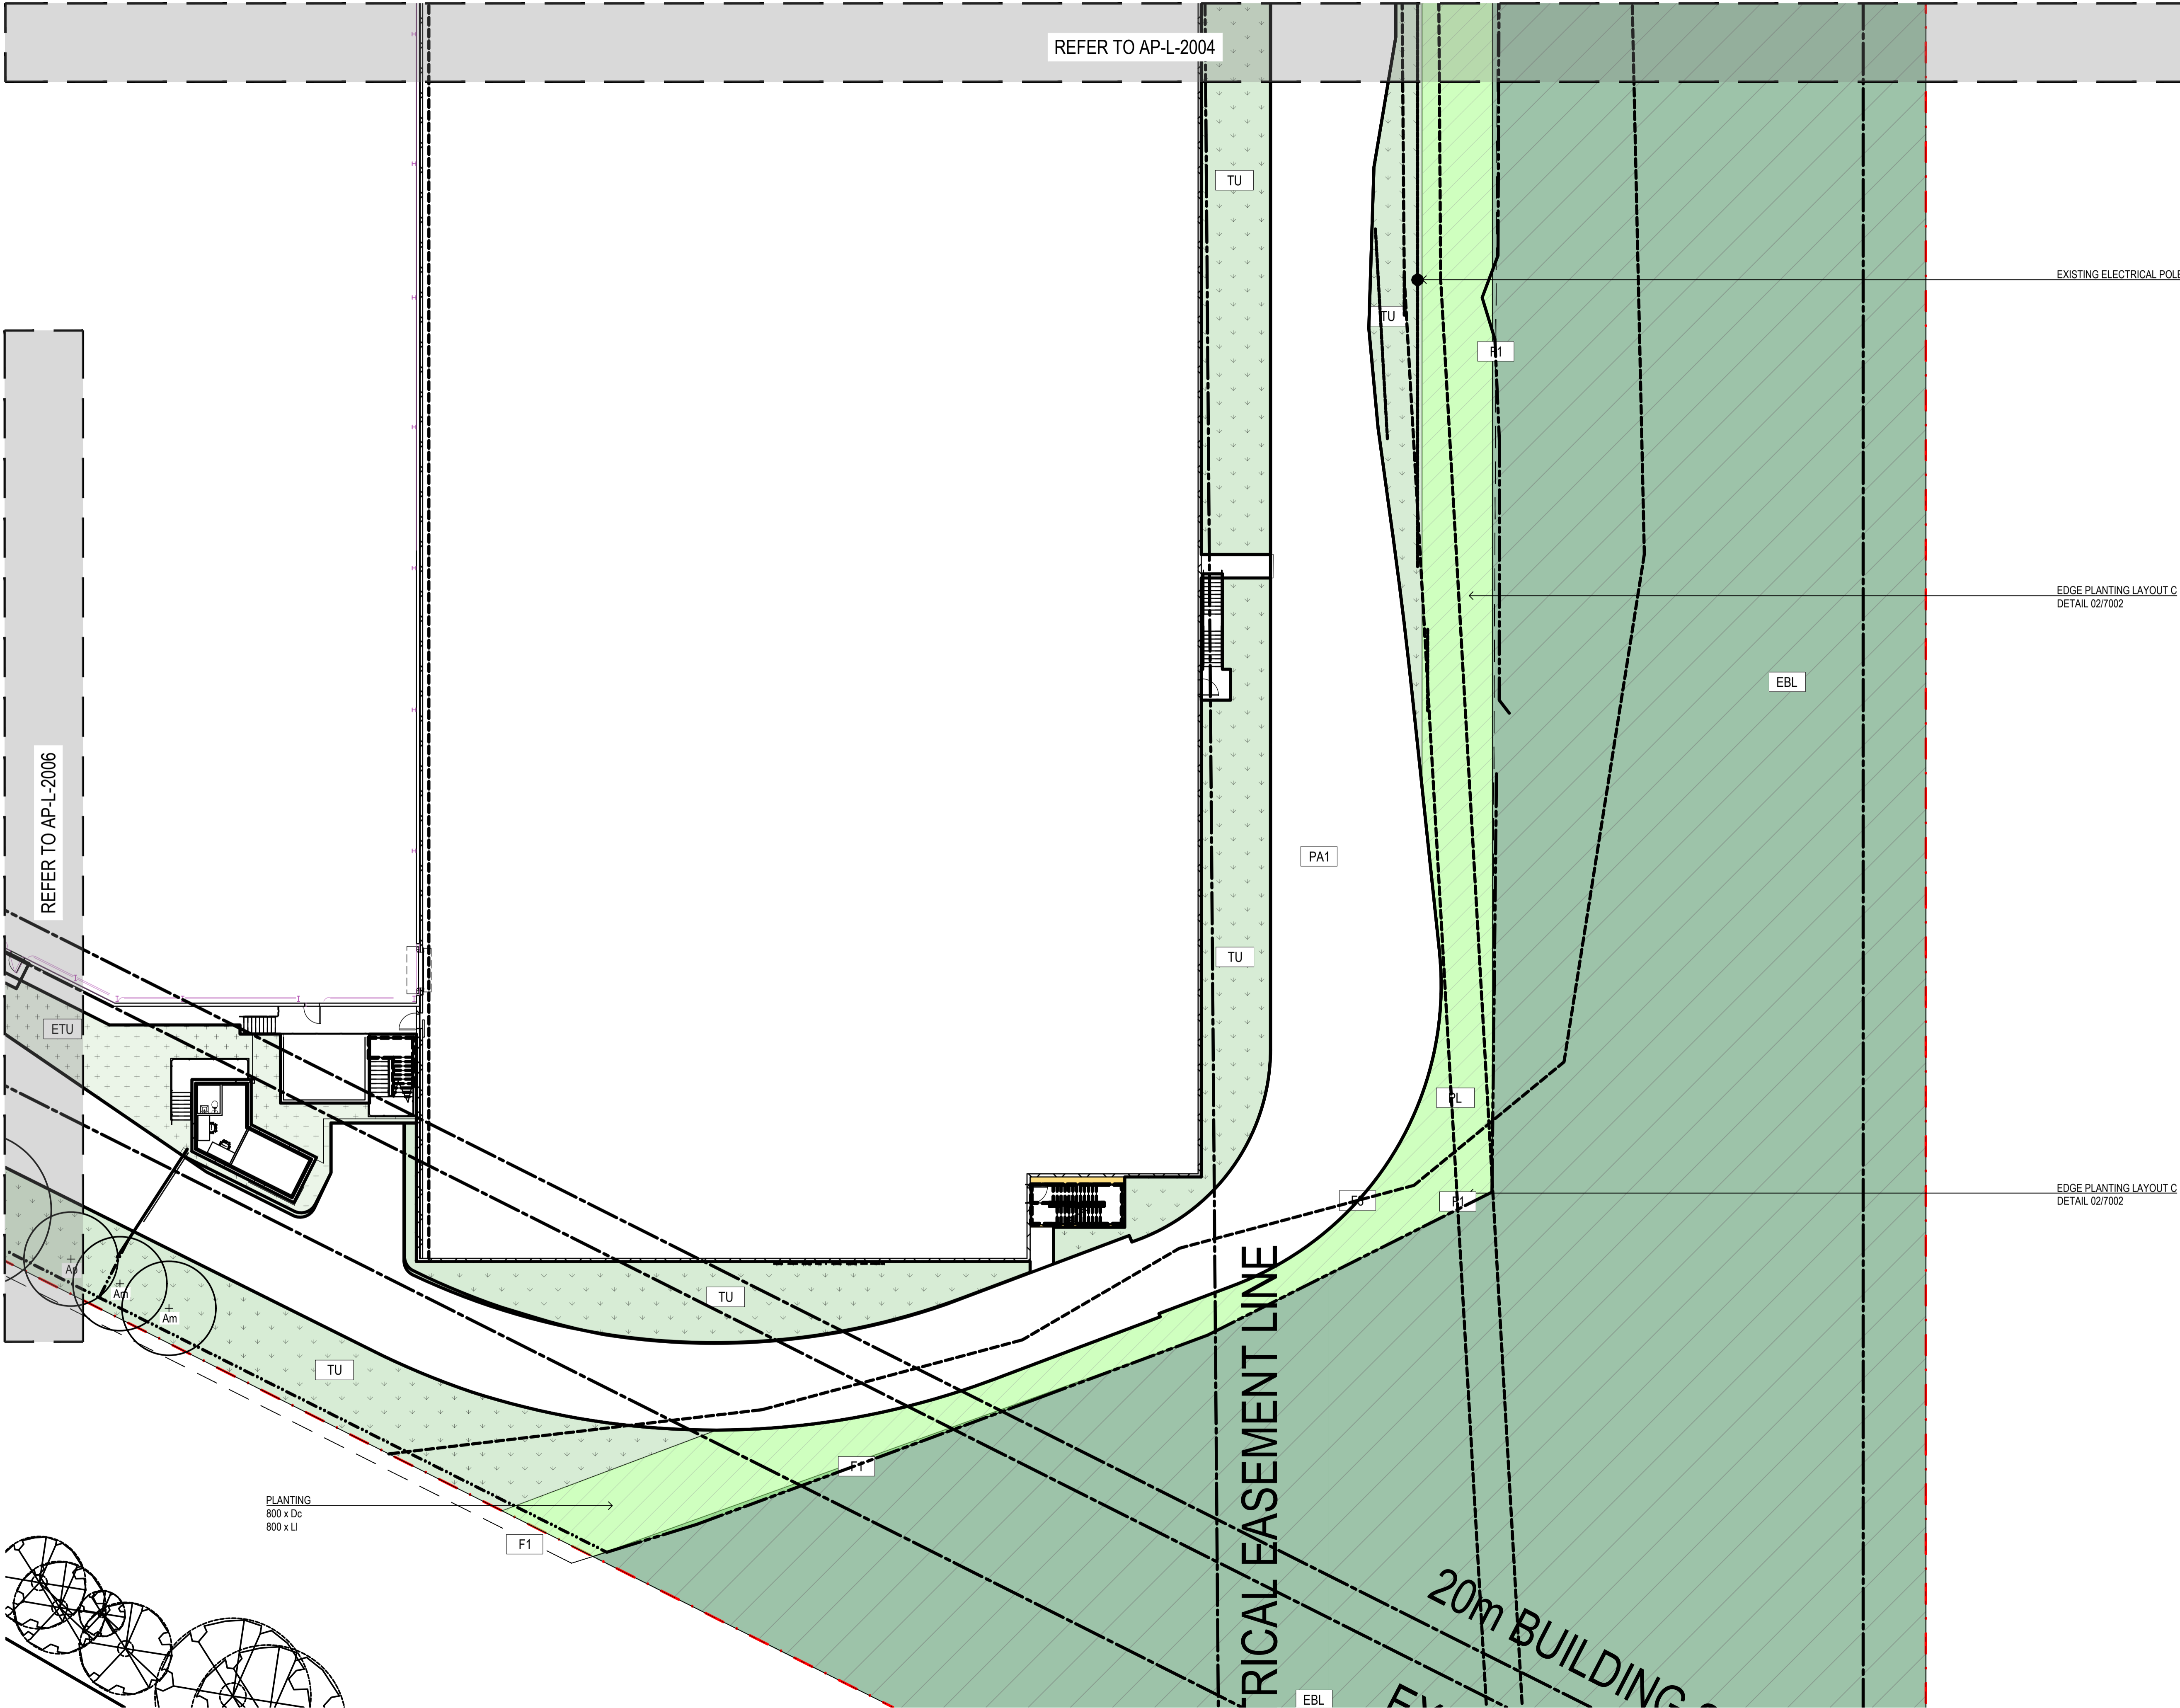 REFER TO AP-L-2004
TU
EXISTING ELECTRICAL POLE
TU
F1
EDGE PLANTING LAYOUT C
DETAIL 02/7002
EBL
REFER TO AP-L-2006
PA1
TU
ETU
PL
EDGE PLANTING LAYOUT C
DETAIL 02/7002
F1
Am
Am
TU
TU
F1
PLANTING
800 x Dc
800 x Ll
F1
TRICAL EASEMENT LINE
20m BUILDING
EBL